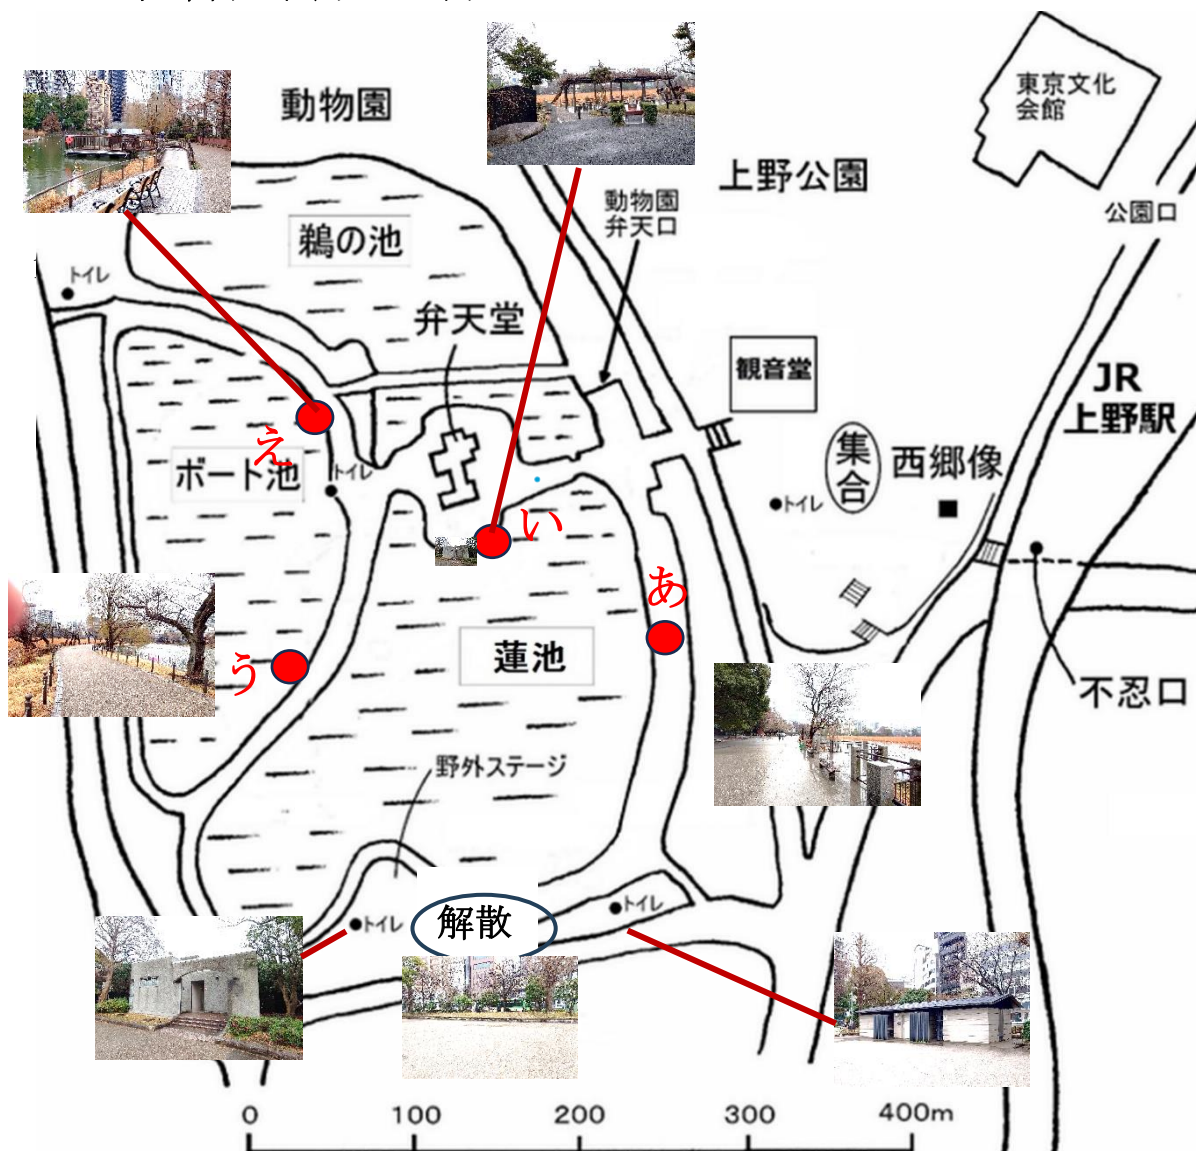 動物園
東京文化
会館
上野公園
動物園
弁天口
公園口
鵜の池
トイレ
弁天堂
観音堂
JR
上野駅
え
ボート池
トイレ
集合
西郷像
トイレ
い
あ
う
蓮池
不忍口
野外ステージ
トイレ
解散
トイレ
0 100 200 300 400m